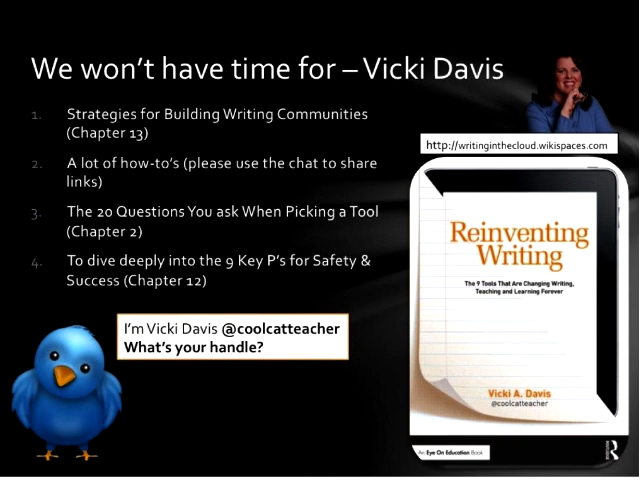 We won't have time for – Vicki Davis
1. Strategies for Building Writing Communities
(Chapter 13)
2. A lot of how-to's (please use the chat to share
links)
3. The 20 Questions You ask When Picking a Tool
(Chapter 2)
4. To dive deeply into the 9 Key P's for Safety &
Success (Chapter 12)
I'm Vicki Davis @coolcatteacher
What's your handle?
http://writinginthecloud.wikispaces.com
Reinventing
Writing
The 9 Tools That Are Changing Writing,
Teaching and Learning Forever
Vicki A. Davis
@coolcatteacher
An Eye On Education Book
R